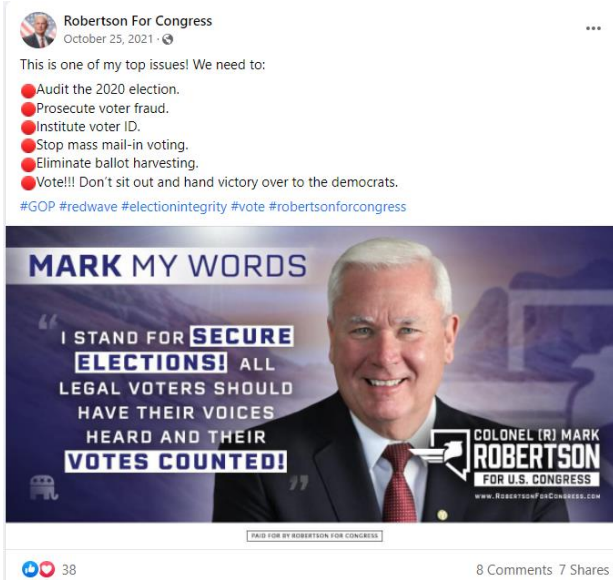 Robertson For Congress
October 25, 2021 ·
This is one of my top issues! We need to:
Audit the 2020 election.
Prosecute voter fraud.
Institute voter ID.
Stop mass mail-in voting.
Eliminate ballot harvesting.
Vote!!! Don't sit out and hand victory over to the democrats.
#GOP #redwave #electionintegrity #vote #robertsonforcongress
MARK MY WORDS
“ I STAND FOR SECURE
ELECTIONS! ALL
LEGAL VOTERS SHOULD
HAVE THEIR VOICES
HEARD AND THEIR
VOTES COUNTED! ”
COLONEL (R) MARK
ROBERTSON
FOR U.S. CONGRESS
WWW.ROBERTSONFORCONGRESS.COM
PAID FOR BY ROBERTSON FOR CONGRESS
38
8 Comments 7 Shares